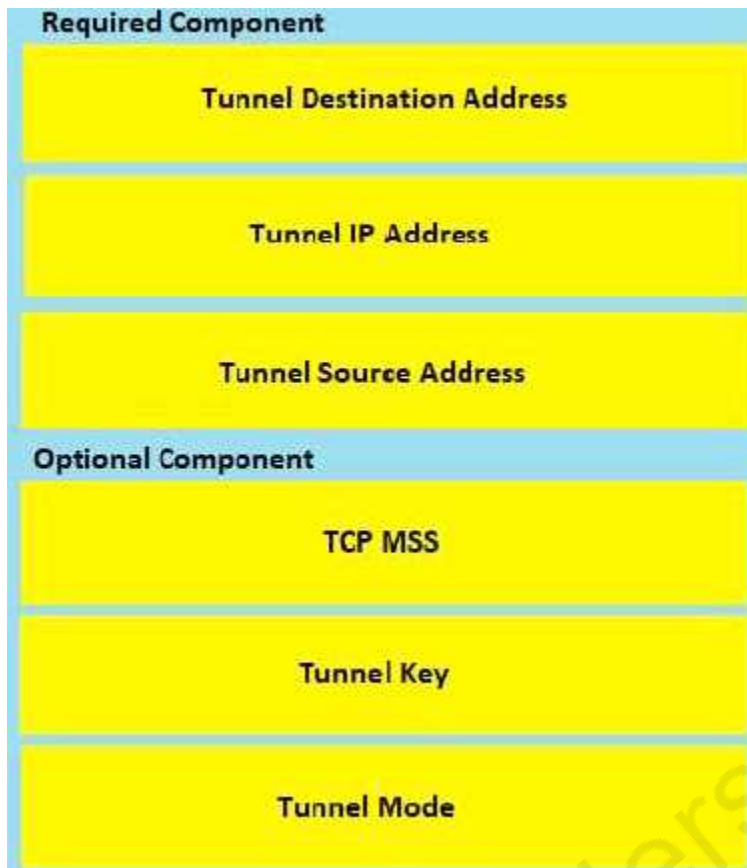 Required Component
Tunnel Destination Address
Tunnel IP Address
Tunnel Source Address
Optional Component
TCP MSS
Tunnel Key
Tunnel Mode